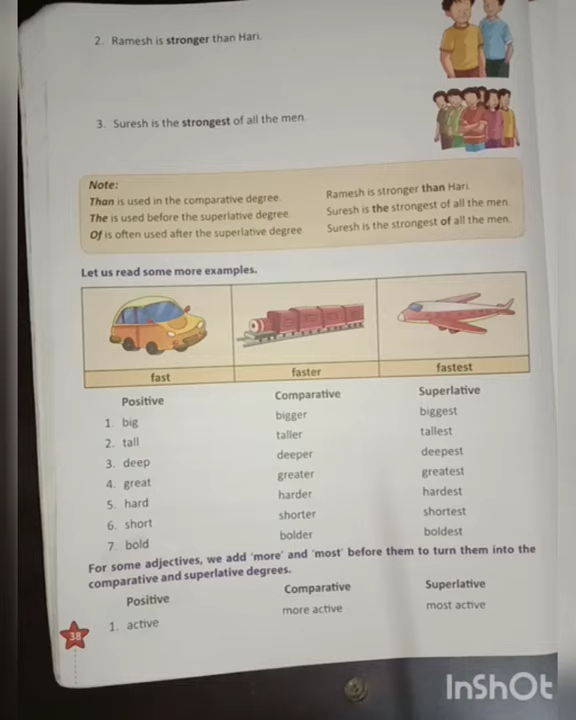 2. Ramesh is stronger than Hari.
3. Suresh is the strongest of all the men.
Note:
Than is used in the comparative degree. Ramesh is stronger than Hari.
The is used before the superlative degree. Suresh is the strongest of all the men.
Of is often used after the superlative degree. Suresh is the strongest of all the men.
Let us read some more examples.
fast faster fastest
Positive Comparative Superlative
1. big bigger biggest
2. tall taller tallest
3. deep deeper deepest
4. great greater greatest
5. hard harder hardest
6. short shorter shortest
7. bold bolder boldest
For some adjectives, we add 'more' and 'most' before them to turn them into the
comparative and superlative degrees.
Positive Comparative Superlative
1. active more active most active
38
InShOt